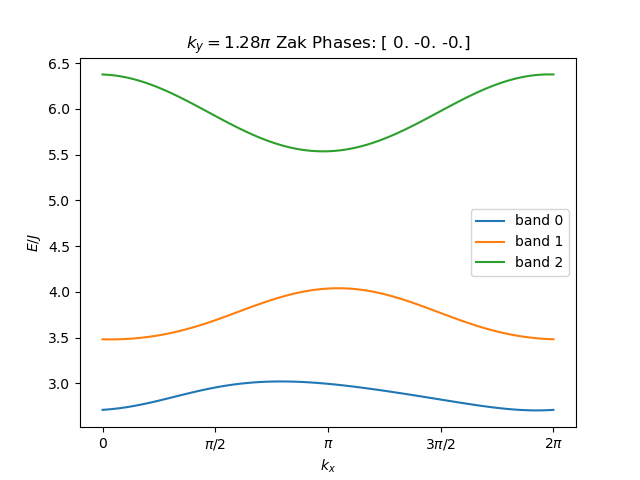 $k_y = 1.28\pi$ Zak Phases: [ 0. -0. -0.]
6.5
6.0
5.5
5.0
4.5
4.0
3.5
3.0
E/J
band 0
band 1
band 2
0
π/2
π
3π/2
2π
$k_x$